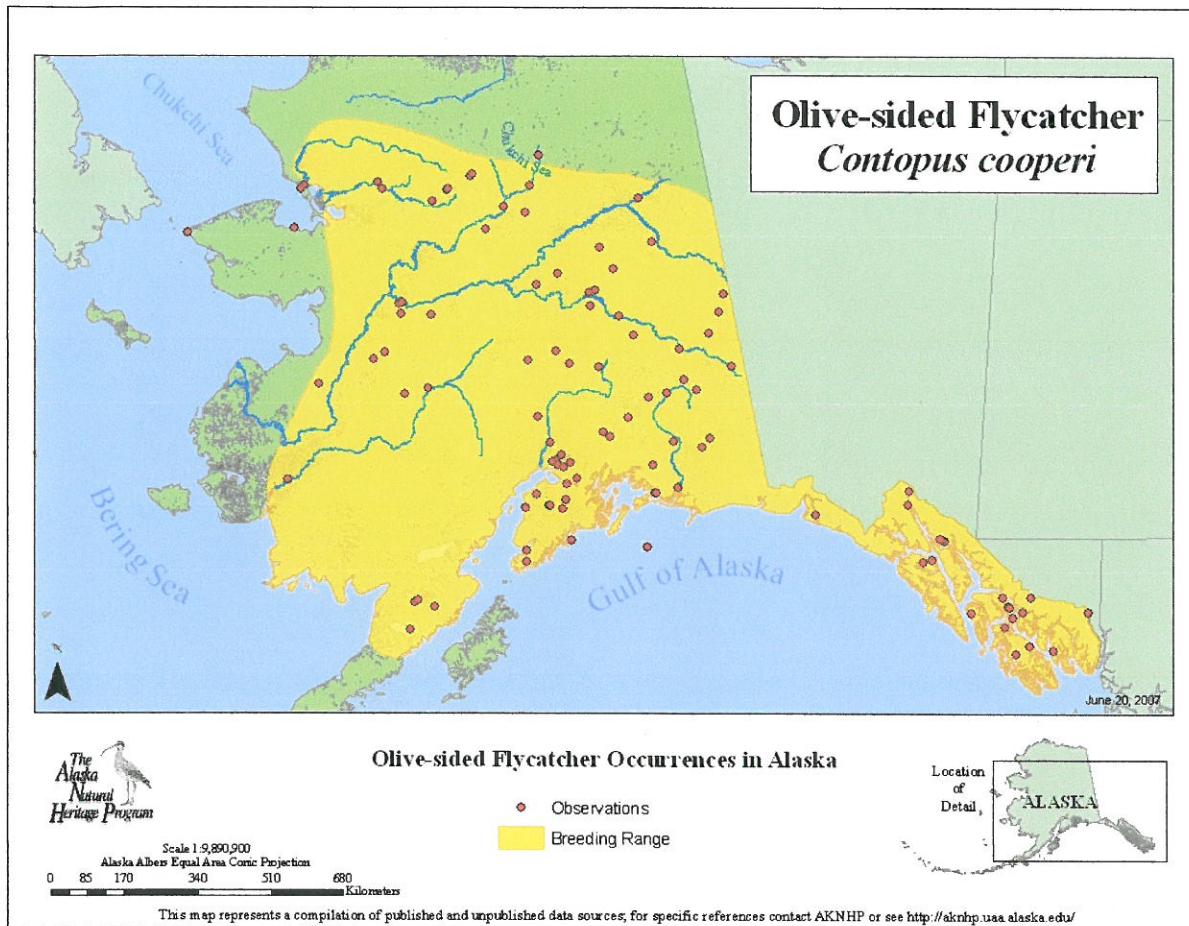 Chukchi Sea
Chukchi Sea
Olive-sided Flycatcher
Contopus cooperi
Bering Sea
Gulf of Alaska
June 20, 2007
The
Alaska
Natural
Heritage Program
Olive-sided Flycatcher Occurrences in Alaska
Observations
Breeding Range
Location
of
Detail
ALASKA
Scale 1:9,890,900
Alaska Albers Equal Area Conic Projection
0 85 170 340 510 680
Kilometers
This map represents a compilation of published and unpublished data sources; for specific references contact AKNHP or see http://aknhp.uaa.alaska.edu/